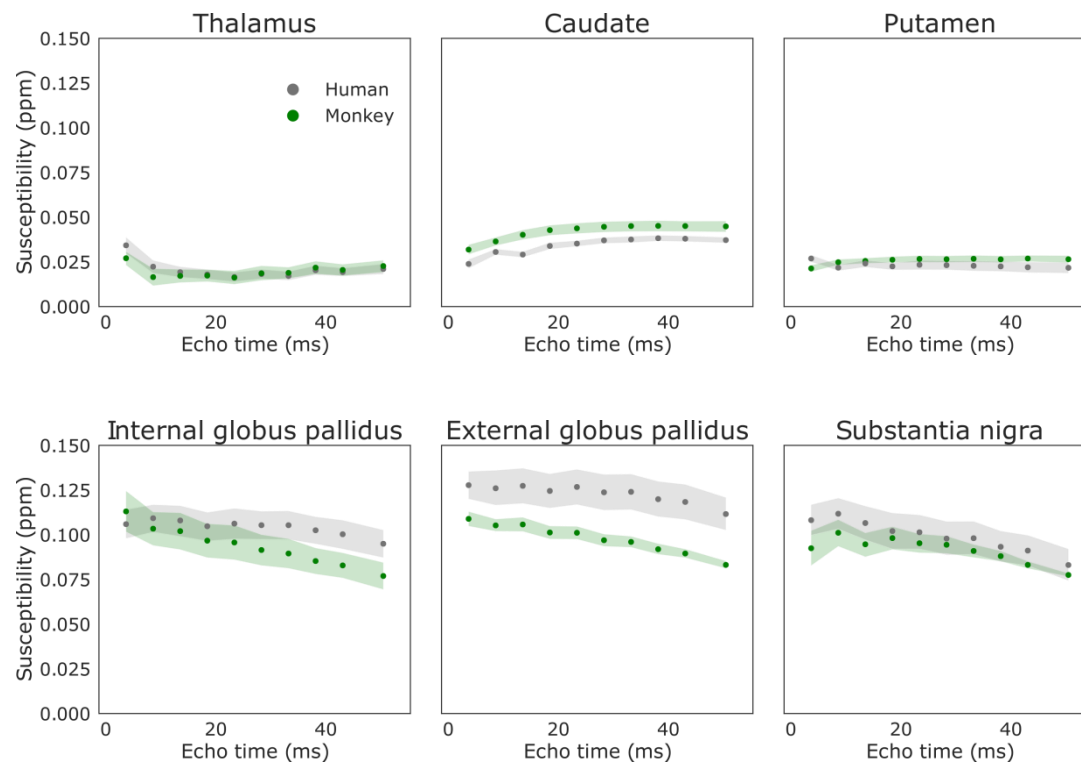 Thalamus
Caudate
Putamen
Susceptibility (ppm)
0.150
0.125
0.100
0.075
0.050
0.025
0.000
Human
Monkey
0 20 40
0 20 40
0 20 40
Echo time (ms)
Echo time (ms)
Echo time (ms)
Internal globus pallidus
External globus pallidus
Substantia nigra
Susceptibility (ppm)
0.150
0.125
0.100
0.075
0.050
0.025
0.000
0 20 40
0 20 40
0 20 40
Echo time (ms)
Echo time (ms)
Echo time (ms)